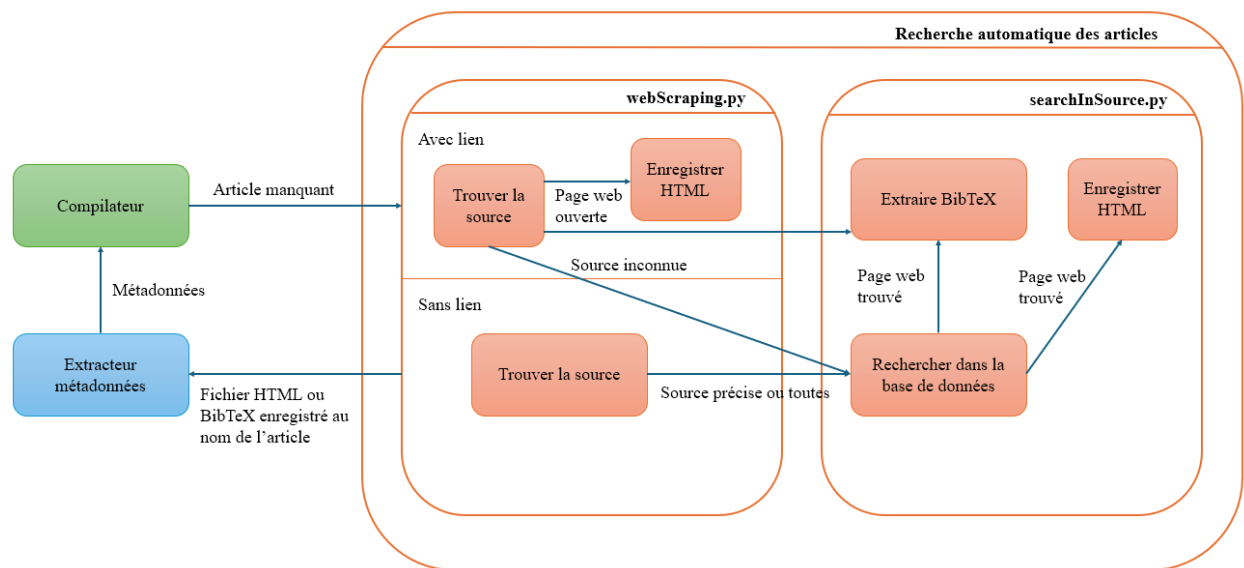 Recherche automatique des articles
webScraping.py
searchInSource.py
Avec lien
Compilateur
Article manquant
Trouver la
source
Page web
ouverte
Enregistrer
HTML
Extraire BibTeX
Enregistrer
HTML
Source inconnue
Métadonnées
Page web
trouvé
Page web
trouvé
Sans lien
Extracteur
métadonnées
Fichier HTML ou
BibTeX enregistré au
nom de l’article
Trouver la source
Source précise ou toutes
Rechercher dans la
base de données